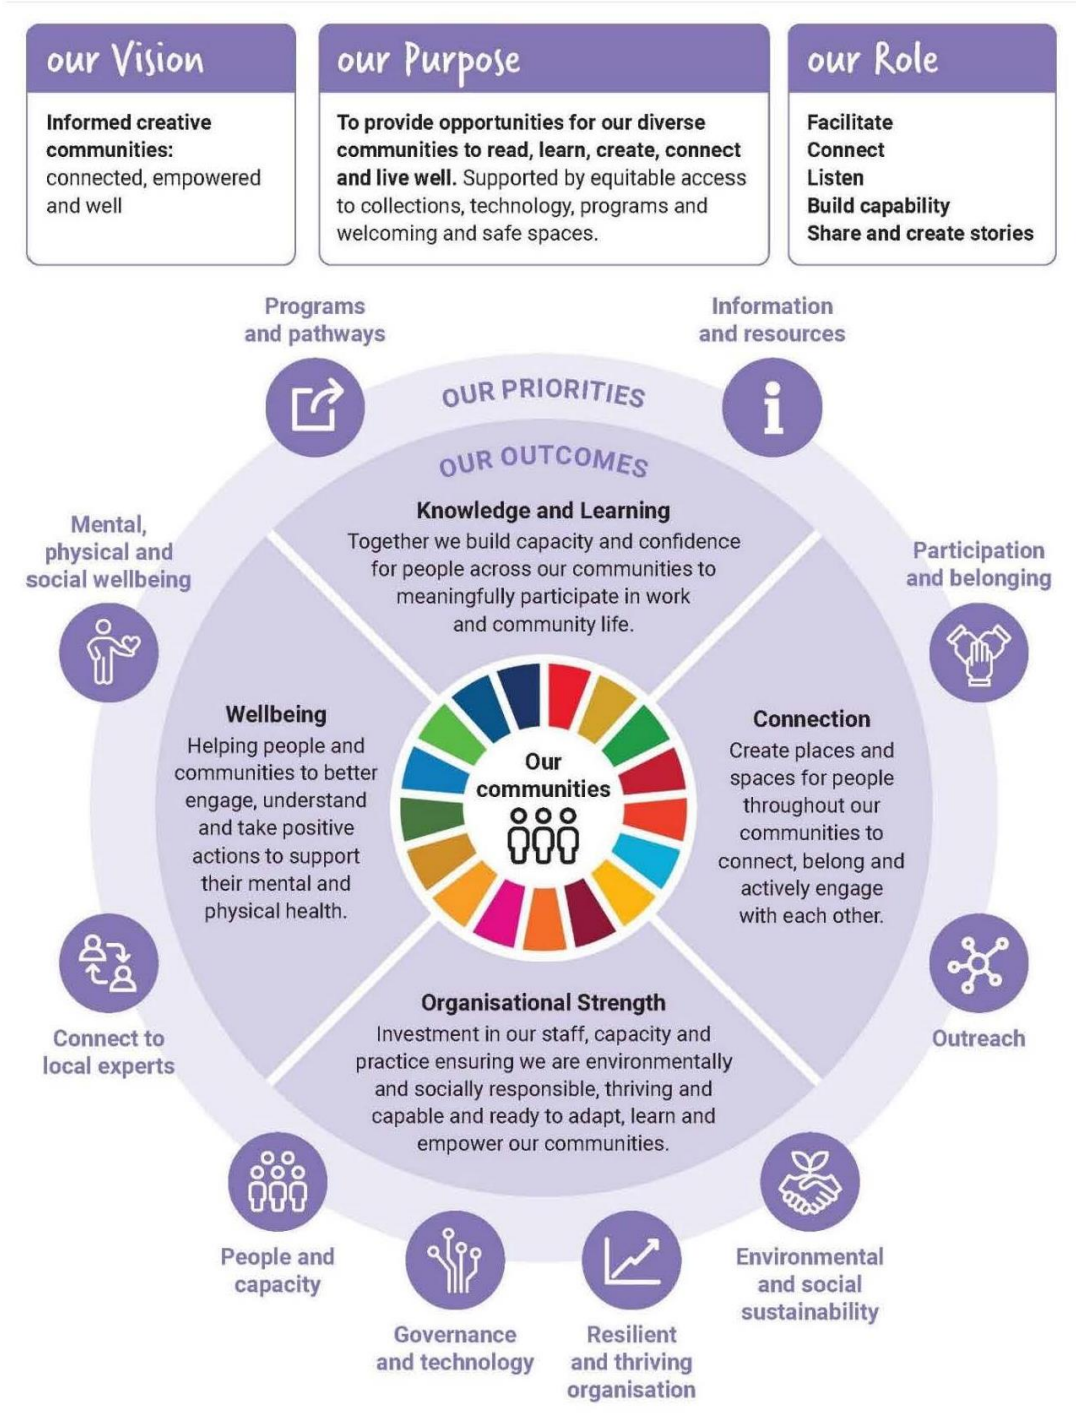 our Vision
Informed creative
communities:
connected, empowered
and well
our Purpose
To provide opportunities for our diverse
communities to read, learn, create, connect
and live well. Supported by equitable access
to collections, technology, programs and
welcoming and safe spaces.
our Role
Facilitate
Connect
Listen
Build capability
Share and create stories
Programs
and pathways
Information
and resources
OUR PRIORITIES
OUR OUTCOMES
Knowledge and Learning
Together we build capacity and confidence
for people across our communities to
meaningfully participate in work
and community life.
Mental,
physical and
social wellbeing
Participation
and belonging
Wellbeing
Helping people and
communities to better
engage, understand
and take positive
actions to support
their mental and
physical health.
Our
communities
Connection
Create places and
spaces for people
throughout our
communities to
connect, belong and
actively engage
with each other.
Organisational Strength
Investment in our staff, capacity and
practice ensuring we are environmentally
and socially responsible, thriving and
capable and ready to adapt, learn and
empower our communities.
Connect to
local experts
Outreach
People and
capacity
Governance
and technology
Resilient
and thriving
organisation
Environmental
and social
sustainability